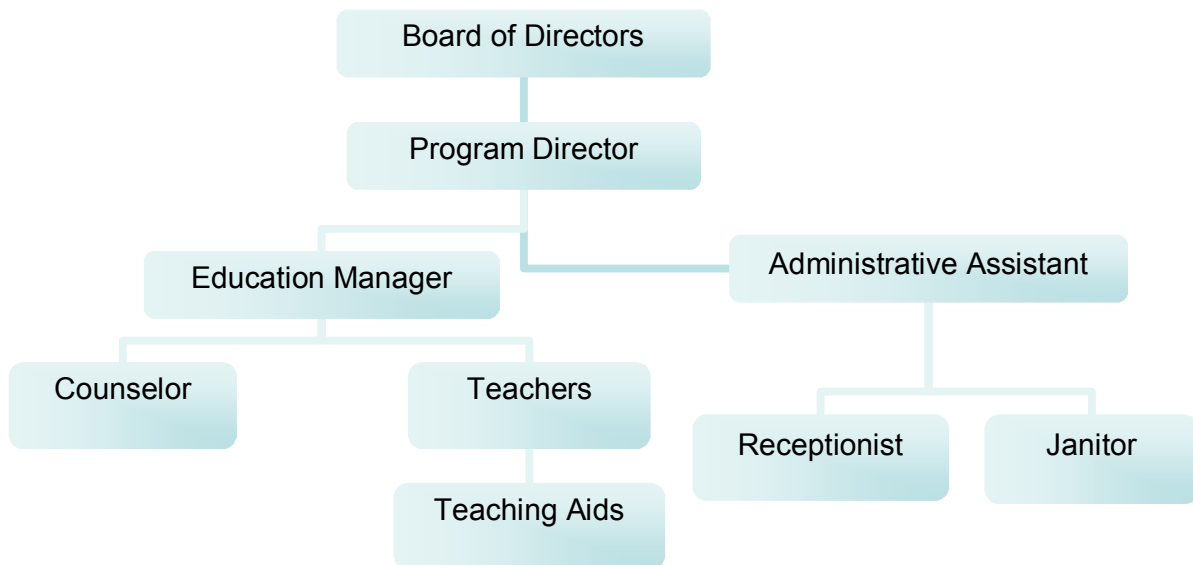 Board of Directors
Program Director
Education Manager
Administrative Assistant
Counselor
Teachers
Receptionist
Janitor
Teaching Aids